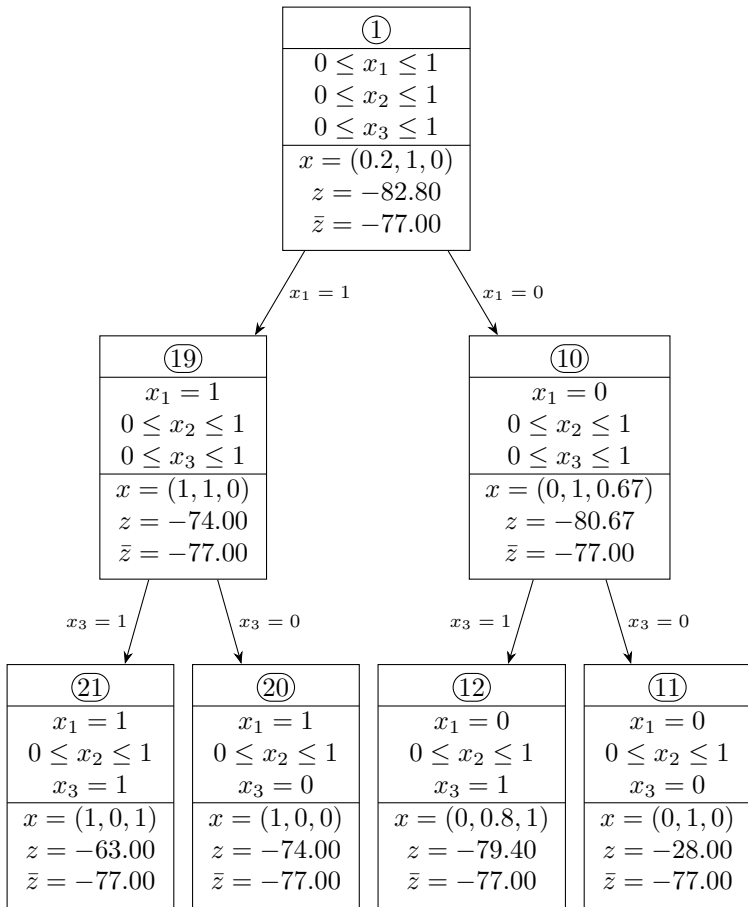 1
0 ≤ x₁ ≤ 1
0 ≤ x₂ ≤ 1
0 ≤ x₃ ≤ 1
x = (0.2, 1, 0)
z = −82.80
z̄ = −77.00
x₁ = 1
x₁ = 0
19
x₁ = 1
0 ≤ x₂ ≤ 1
0 ≤ x₃ ≤ 1
x = (1, 1, 0)
z = −74.00
z̄ = −77.00
10
x₁ = 0
0 ≤ x₂ ≤ 1
0 ≤ x₃ ≤ 1
x = (0, 1, 0.67)
z = −80.67
z̄ = −77.00
x₃ = 1
x₃ = 0
x₃ = 1
x₃ = 0
21
x₁ = 1
0 ≤ x₂ ≤ 1
x₃ = 1
x = (1, 0, 1)
z = −63.00
z̄ = −77.00
20
x₁ = 1
0 ≤ x₂ ≤ 1
x₃ = 0
x = (1, 0, 0)
z = −74.00
z̄ = −77.00
12
x₁ = 0
0 ≤ x₂ ≤ 1
x₃ = 1
x = (0, 0.8, 1)
z = −79.40
z̄ = −77.00
11
x₁ = 0
0 ≤ x₂ ≤ 1
x₃ = 0
x = (0, 1, 0)
z = −28.00
z̄ = −77.00